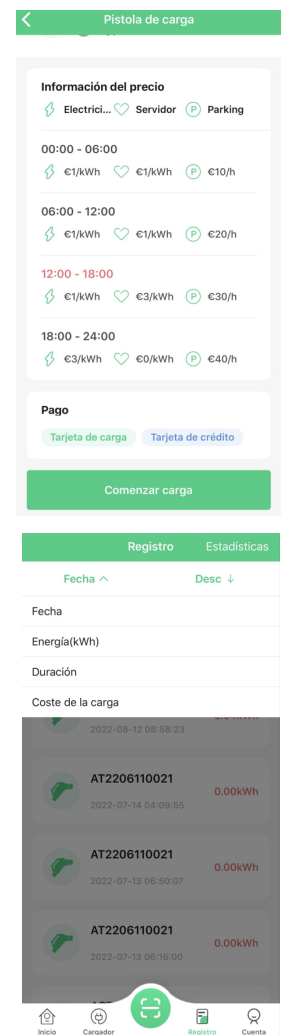 Pistola de carga
Información del precio
Electrici... Servidor P Parking
00:00 - 06:00
€1/kWh €1/kWh P €10/h
06:00 - 12:00
€1/kWh €1/kWh P €20/h
12:00 - 18:00
€1/kWh €3/kWh P €30/h
18:00 - 24:00
€3/kWh €0/kWh P €40/h
Pago
Tarjeta de carga Tarjeta de crédito
Comenzar carga
Registro Estadísticas
Fecha Desc
Fecha
Energía(kWh)
Duración
Coste de la carga
2022-08-12 08:58:23
AT2206110021
0.00kWh
2022-07-14 04:09:55
AT2206110021
0.00kWh
2022-07-13 06:50:07
AT2206110021
0.00kWh
2022-07-13 06:16:00
Inicio Cargador Registro Cuenta